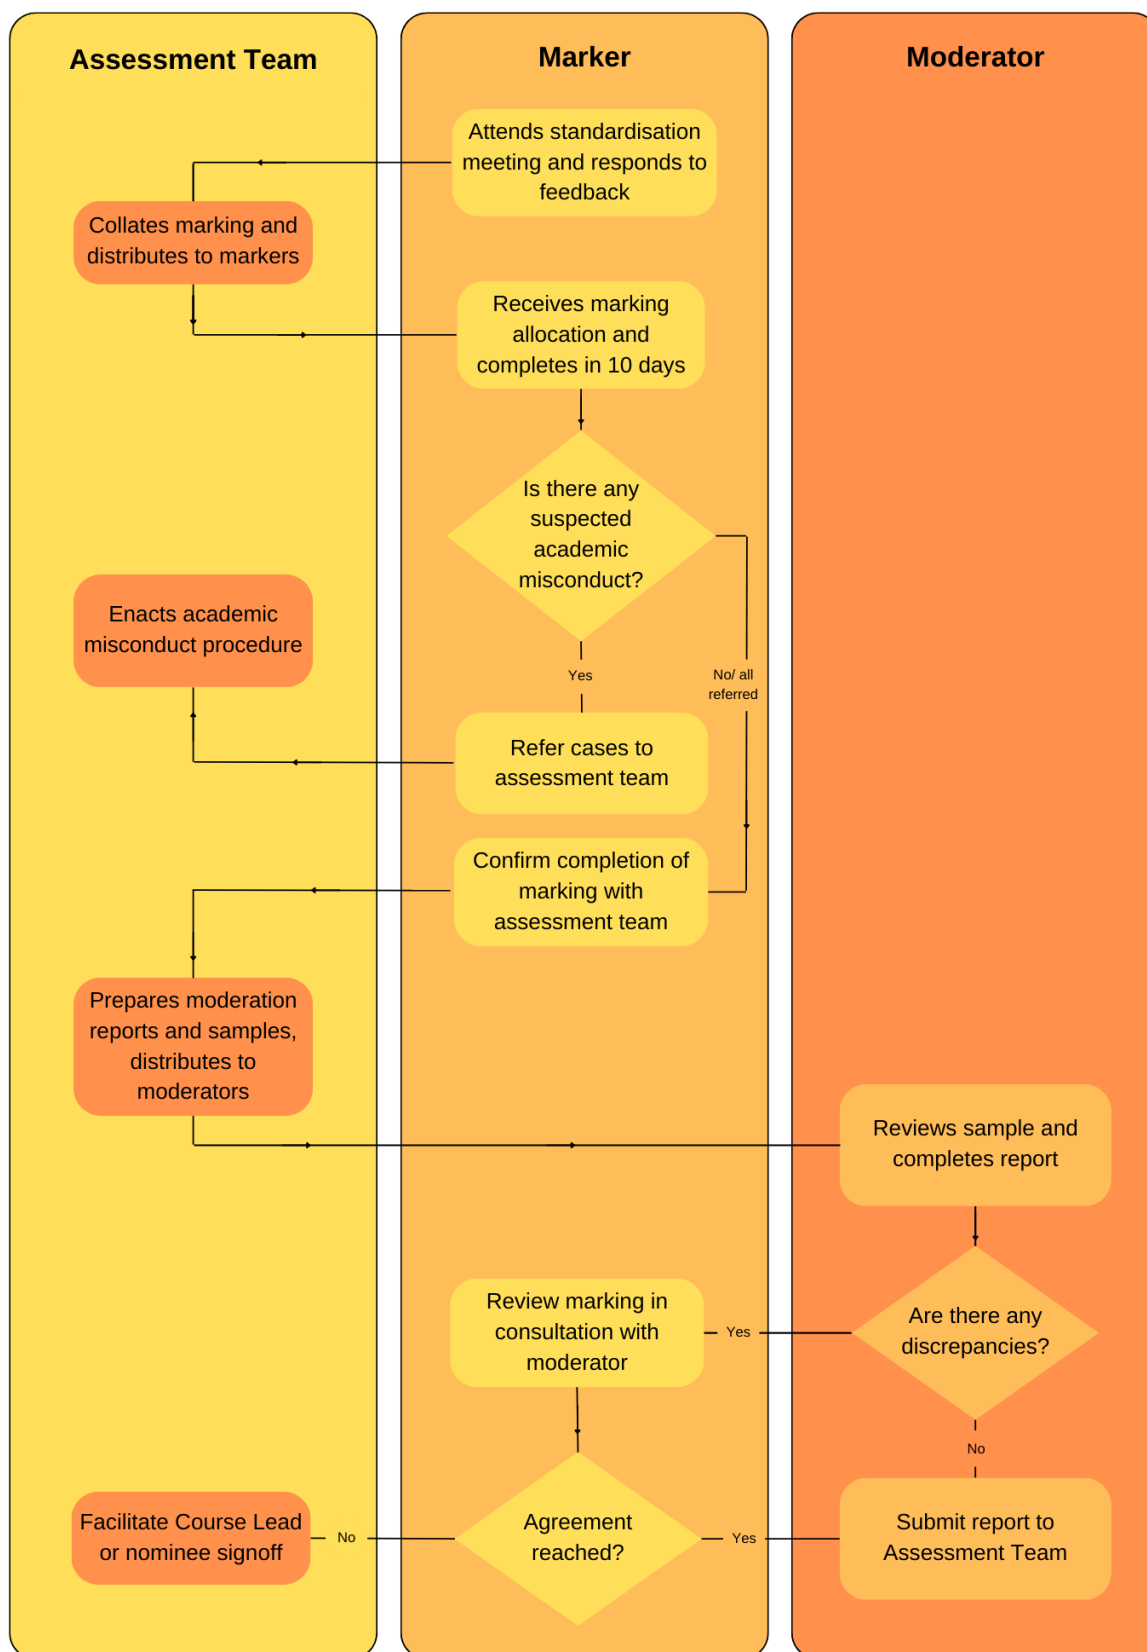 Assessment Team
Marker
Moderator
Attends standardisation
meeting and responds to
feedback
Collates marking and
distributes to markers
Receives marking
allocation and
completes in 10 days
Is there any
suspected
academic
misconduct?
Enacts academic
misconduct procedure
Yes
No/ all
referred
Refer cases to
assessment team
Confirm completion of
marking with
assessment team
Prepares moderation
reports and samples,
distributes to
moderators
Reviews sample and
completes report
Review marking in
consultation with
moderator
Yes
Are there any
discrepancies?
No
Facilitate Course Lead
or nominee signoff
No
Agreement
reached?
Yes
Submit report to
Assessment Team